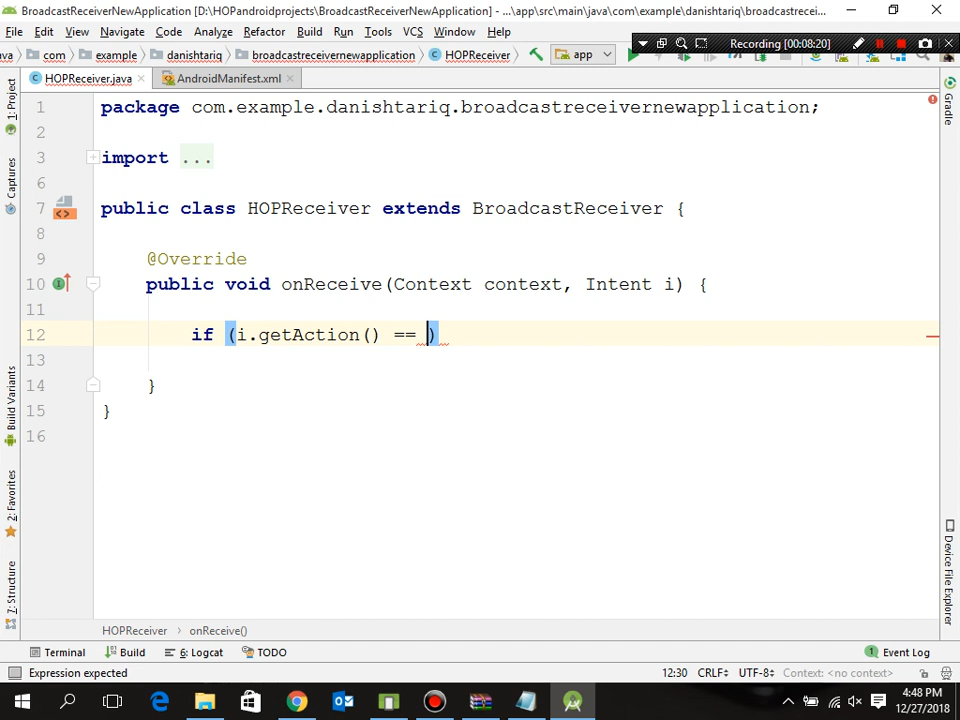 BroadcastReceiverNewApplication [D:\HOPandroidprojects\BroadcastReceiverNewApplication] - ...\app\src\main\java\com\example\danishtariq\broadcastrecei...
File Edit View Navigate Code Analyze Refactor Build Run Tools VCS Window Help
ava com example danishtariq broadcastreceivernewapplication HOPReceiver app
Recording [00:08:20]
HOPReceiver.java AndroidManifest.xml
1 package com.example.danishtariq.broadcastreceivernewapplication;
2
3 import ...
6
7 public class HOPReceiver extends BroadcastReceiver {
8
9 @Override
10 public void onReceive(Context context, Intent i) {
11
12 if (i.getAction() == )
13
14 }
15 }
16
1: Project
Captures
Build Variants
2: Favorites
7: Structure
Gradle
Device File Explorer
HOPReceiver › onReceive()
Terminal Build 6: Logcat TODO 1 Event Log
Expression expected 12:30 CRLF UTF-8 Context: <no context>
4:48 PM
12/27/2018